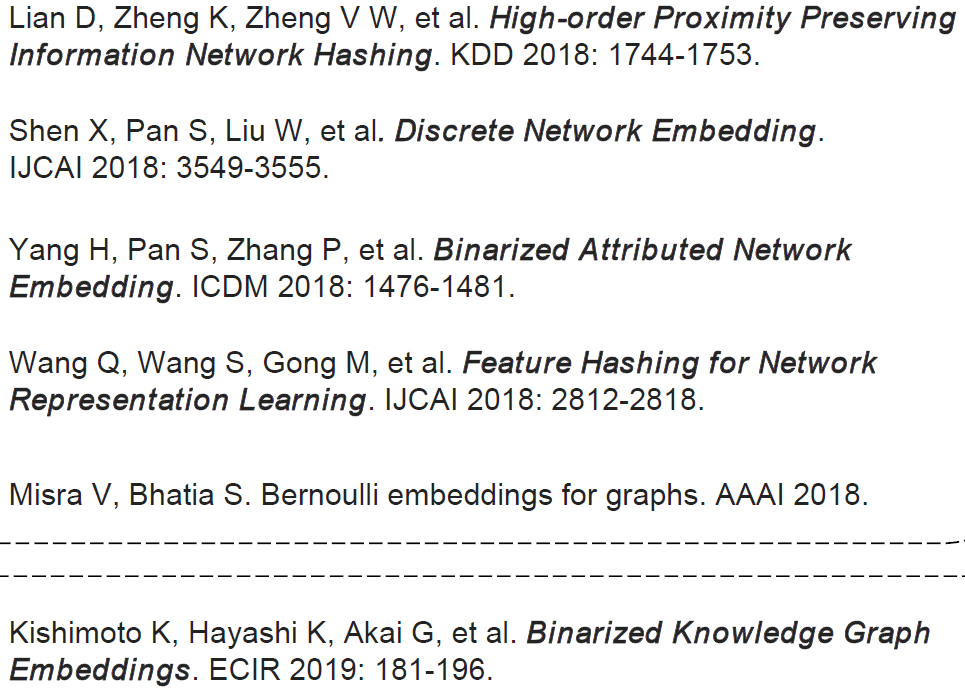 Lian D, Zheng K, Zheng V W, et al. High-order Proximity Preserving
Information Network Hashing. KDD 2018: 1744-1753.
Shen X, Pan S, Liu W, et al. Discrete Network Embedding.
IJCAI 2018: 3549-3555.
Yang H, Pan S, Zhang P, et al. Binarized Attributed Network
Embedding. ICDM 2018: 1476-1481.
Wang Q, Wang S, Gong M, et al. Feature Hashing for Network
Representation Learning. IJCAI 2018: 2812-2818.
Misra V, Bhatia S. Bernoulli embeddings for graphs. AAAI 2018.
Kishimoto K, Hayashi K, Akai G, et al. Binarized Knowledge Graph
Embeddings. ECIR 2019: 181-196.